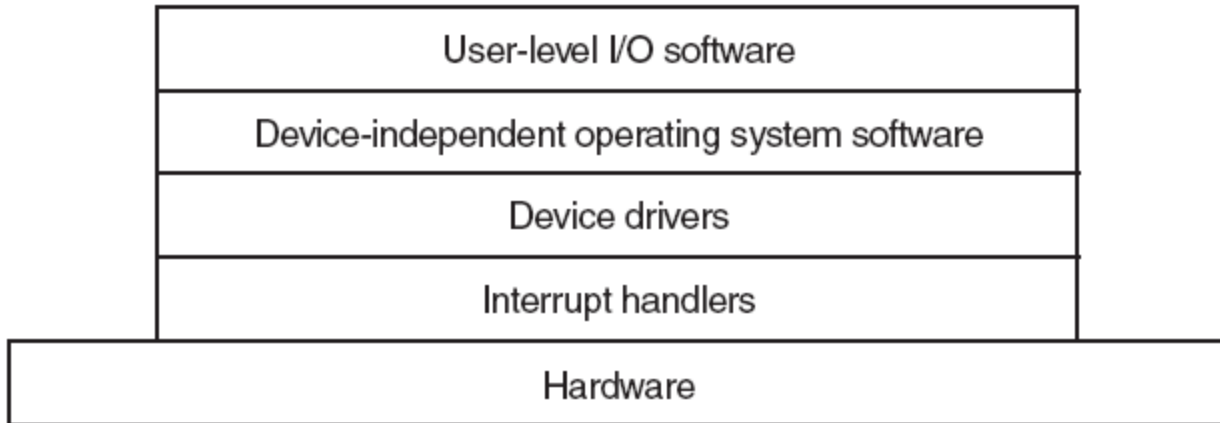 User-level I/O software
Device-independent operating system software
Device drivers
Interrupt handlers
Hardware